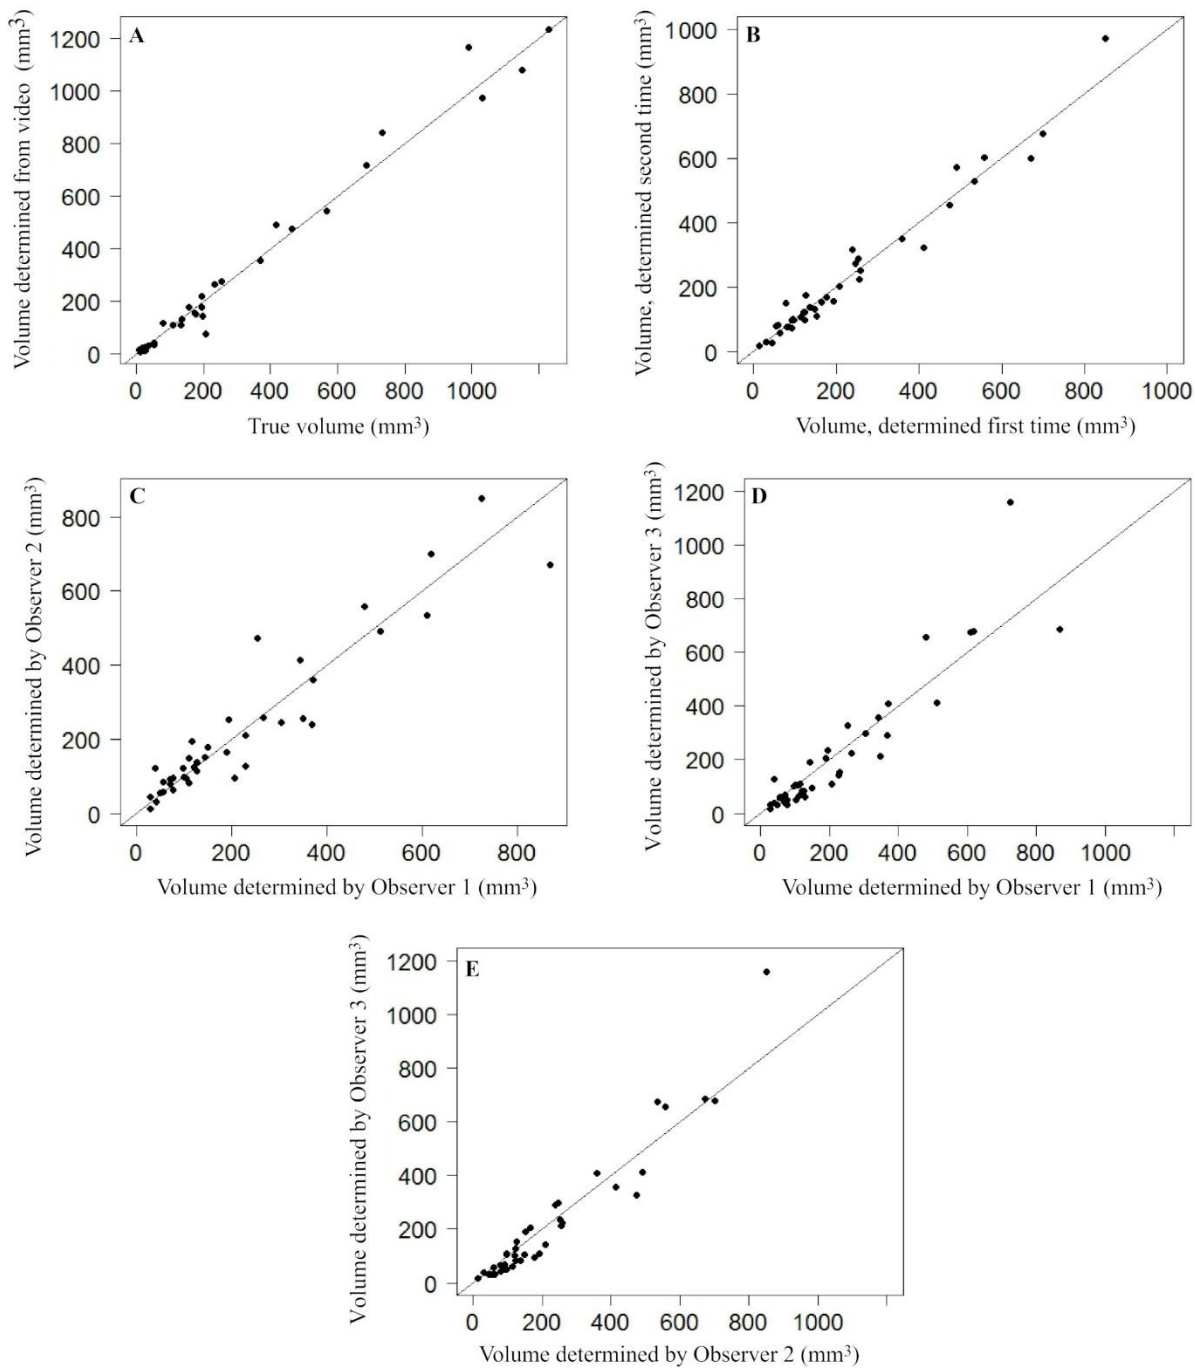 A
Volume determined from video (mm3)
1200
1000
800
600
400
200
0
0 200 400 600 800 1000
True volume (mm3)
B
Volume, determined second time (mm3)
1000
800
600
400
200
0
0 200 400 600 800 1000
Volume, determined first time (mm3)
C
Volume determined by Observer 2 (mm3)
800
600
400
200
0
0 200 400 600 800
Volume determined by Observer 1 (mm3)
D
Volume determined by Observer 3 (mm3)
1200
1000
800
600
400
200
0
0 200 400 600 800 1000
Volume determined by Observer 1 (mm3)
E
Volume determined by Observer 3 (mm3)
1200
1000
800
600
400
200
0
0 200 400 600 800 1000
Volume determined by Observer 2 (mm3)